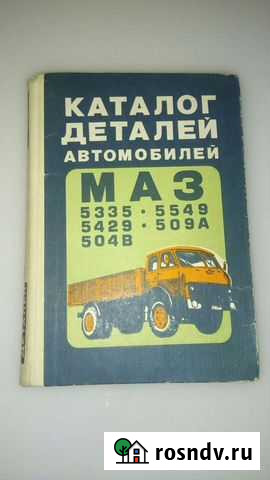 КАТАЛОГ
ДЕТАЛЕЙ
АВТОМОБИЛЕЙ
МАЗ
5335 · 5549
5429 · 509А
504В
rosndv.ru